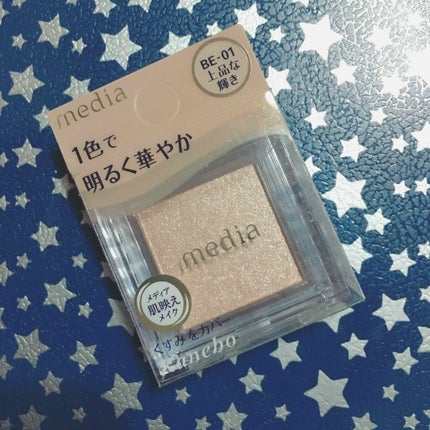 media
BE-01
上品な
輝き
1色で
明るく華やか
media
メディア
肌映え
メイク
くすみをカバー
Kanebo